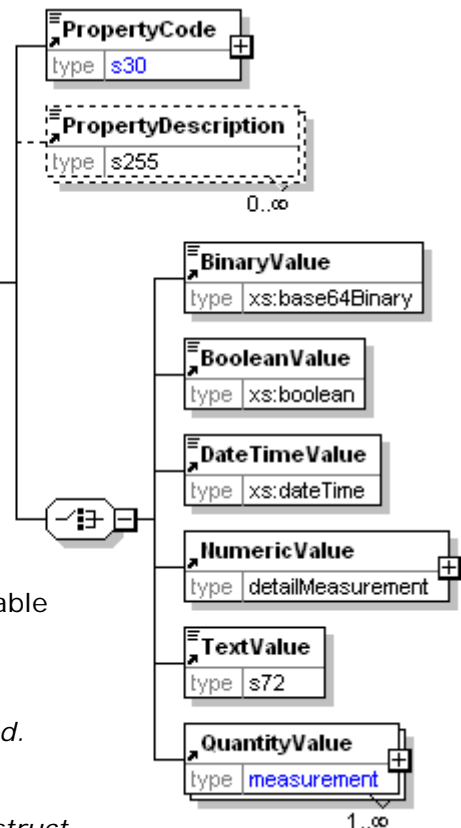 PropertyCode
type s30
PropertyDescription
type s255
0..∞
BinaryValue
type xs:base64Binary
BooleanValue
type xs:boolean
DateTimeValue
type xs:dateTime
NumericValue
type detailMeasurement
able
TextValue
type s72
d.
QuantityValue
type measurement
1..∞
struct